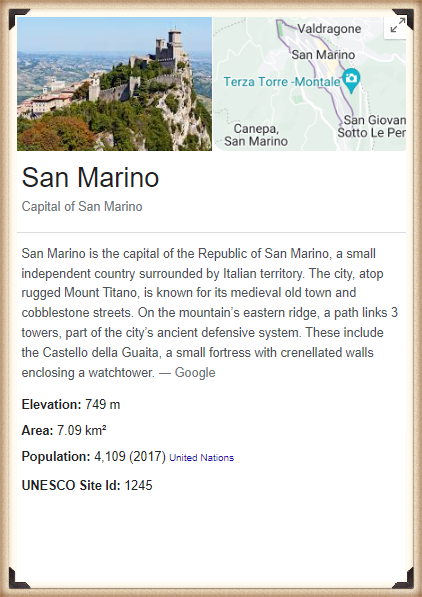 Valdragone
San Marino
Terza Torre -Montale
Canepa,
San Marino
San Giovan
Sotto Le Per
San Marino
Capital of San Marino
San Marino is the capital of the Republic of San Marino, a small
independent country surrounded by Italian territory. The city, atop
rugged Mount Titano, is known for its medieval old town and
cobblestone streets. On the mountain's eastern ridge, a path links 3
towers, part of the city's ancient defensive system. These include
the Castello della Guaita, a small fortress with crenellated walls
enclosing a watchtower. — Google
Elevation: 749 m
Area: 7.09 km²
Population: 4,109 (2017) United Nations
UNESCO Site Id: 1245